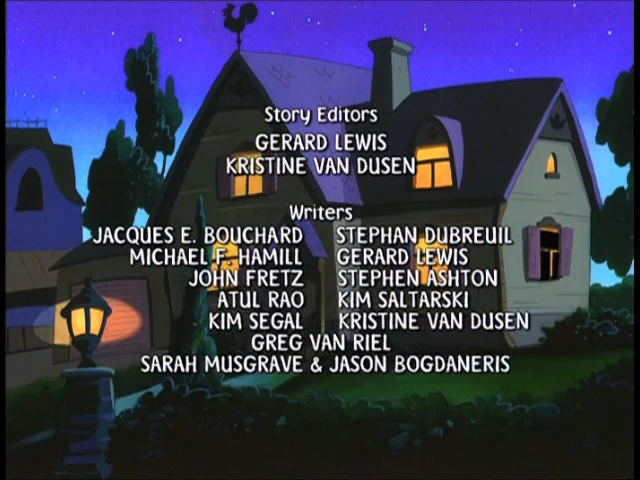 Story Editors
GERARD LEWIS
KRISTINE VAN DUSEN
Writers
JACQUES E. BOUCHARD STEPHAN DUBREUIL
MICHAEL F. HAMILL GERARD LEWIS
JOHN FRETZ STEPHEN ASHTON
ATUL RAO KIM SALTARSKI
KIM SEGAL KRISTINE VAN DUSEN
GREG VAN RIEL
SARAH MUSGRAVE & JASON BOGDANERIS